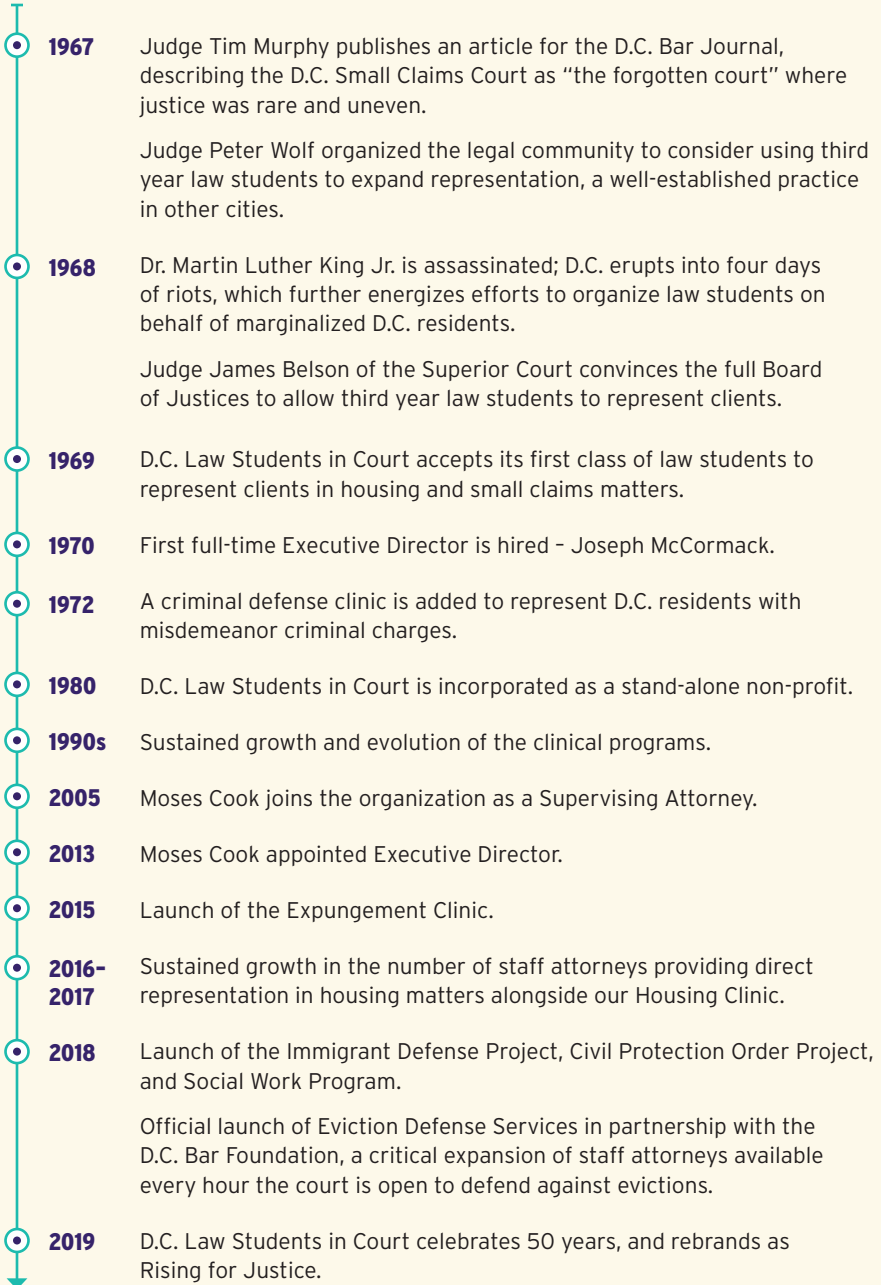 1967 Judge Tim Murphy publishes an article for the D.C. Bar Journal,
describing the D.C. Small Claims Court as “the forgotten court” where
justice was rare and uneven.
Judge Peter Wolf organized the legal community to consider using third
year law students to expand representation, a well-established practice
in other cities.
1968 Dr. Martin Luther King Jr. is assassinated; D.C. erupts into four days
of riots, which further energizes efforts to organize law students on
behalf of marginalized D.C. residents.
Judge James Belson of the Superior Court convinces the full Board
of Justices to allow third year law students to represent clients.
1969 D.C. Law Students in Court accepts its first class of law students to
represent clients in housing and small claims matters.
1970 First full-time Executive Director is hired – Joseph McCormack.
1972 A criminal defense clinic is added to represent D.C. residents with
misdemeanor criminal charges.
1980 D.C. Law Students in Court is incorporated as a stand-alone non-profit.
1990s Sustained growth and evolution of the clinical programs.
2005 Moses Cook joins the organization as a Supervising Attorney.
2013 Moses Cook appointed Executive Director.
2015 Launch of the Expungement Clinic.
2016– Sustained growth in the number of staff attorneys providing direct
2017 representation in housing matters alongside our Housing Clinic.
2018 Launch of the Immigrant Defense Project, Civil Protection Order Project,
and Social Work Program.
Official launch of Eviction Defense Services in partnership with the
D.C. Bar Foundation, a critical expansion of staff attorneys available
every hour the court is open to defend against evictions.
2019 D.C. Law Students in Court celebrates 50 years, and rebrands as
Rising for Justice.